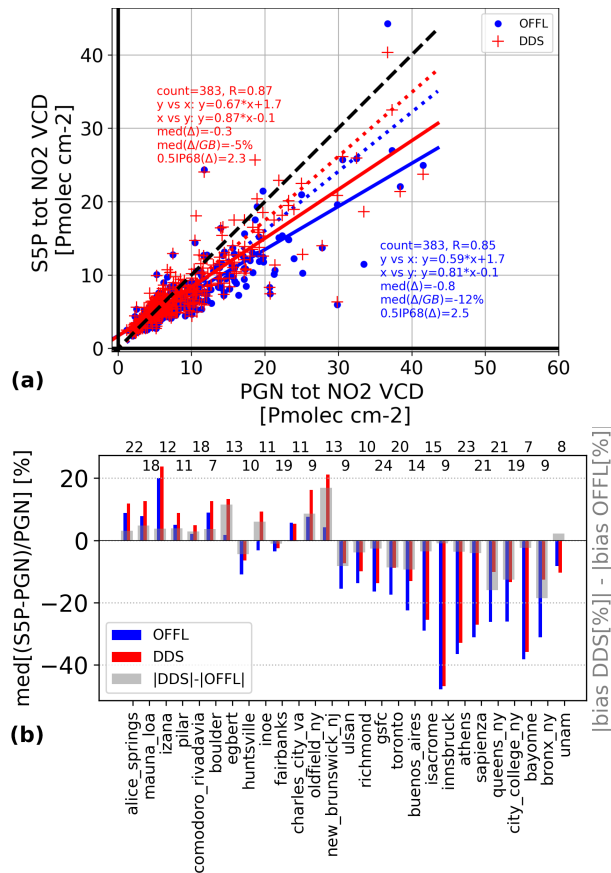 40
30
20
10
0
S5P tot NO2 VCD
[Pmolec cm-2]
OFFL
DDS
count=383, R=0.87
y vs x: y=0.67*x+1.7
x vs y: y=0.87*x-0.1
med(Δ)=-0.3
med(Δ/GB)=-5%
0.5IP68(Δ)=2.3
count=383, R=0.85
y vs x: y=0.59*x+1.7
x vs y: y=0.81*x-0.1
med(Δ)=-0.8
med(Δ/GB)=-12%
0.5IP68(Δ)=2.5
0 10 20 30 40 50 60
PGN tot NO2 VCD
[Pmolec cm-2]
(a)
22 12 18 13 11 11 13 10 20 15 23 21 7 8
18 11 7 10 19 9 9 24 14 9 16 19 9
20
0
−20
−40
med[(S5P-PGN)/PGN] [%]
|bias DDS[%]| - |bias OFFL[%]|
OFFL
DDS
|DDS|-|OFFL|
(b)
alice_springs
mauna_loa
izana
pilar
comodoro_rivadavia
boulder
egbert
huntsville
inoe
fairbanks
charles_city_va
oldfield_ny
new_brunswick_nj
ulsan
richmond
gsfc
toronto
buenos_aires
isacrome
innsbruck
athens
sapienza
queens_ny
city_college_ny
bayonne
bronx_ny
unam